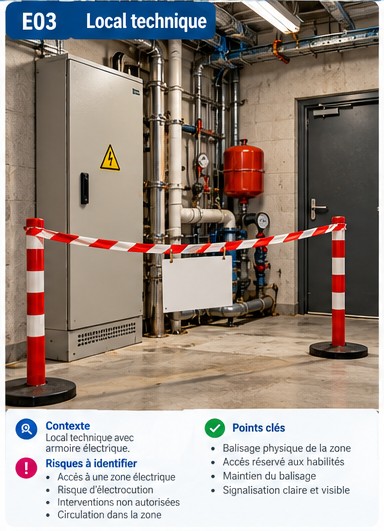 E03 Local technique
Contexte
Local technique avec
armoire électrique.
Risques à identifier
• Accès à une zone électrique
• Risque d'électrocution
• Interventions non autorisées
• Circulation dans la zone
Points clés
• Balisage physique de la zone
• Accès réservé aux habilités
• Maintien du balisage
• Signalisation claire et visible